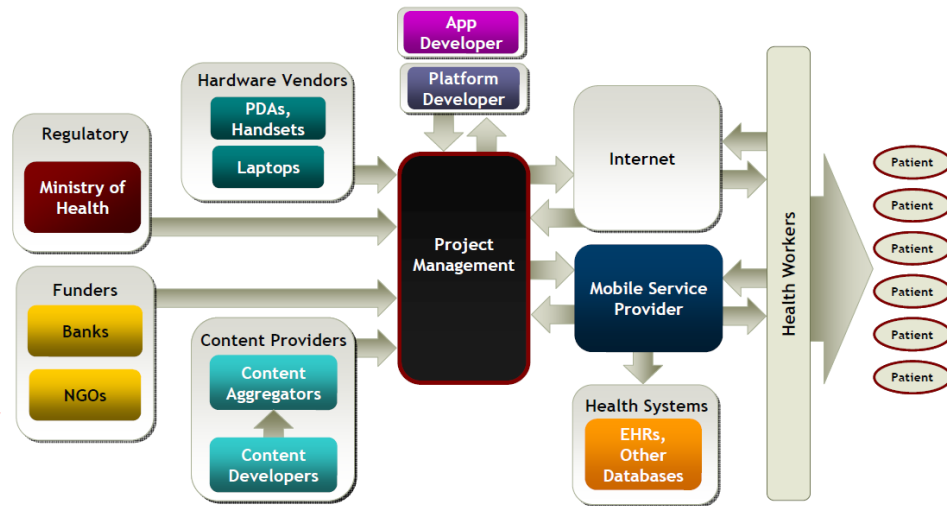 App
Developer
Platform
Developer
Hardware Vendors
PDAs,
Handsets
Laptops
Regulatory
Ministry of
Health
Funders
Banks
NGOs
Content Providers
Content
Aggregators
Content
Developers
Project
Management
Internet
Mobile Service
Provider
Health Systems
EHRs,
Other
Databases
Health Workers
Patient
Patient
Patient
Patient
Patient
Patient